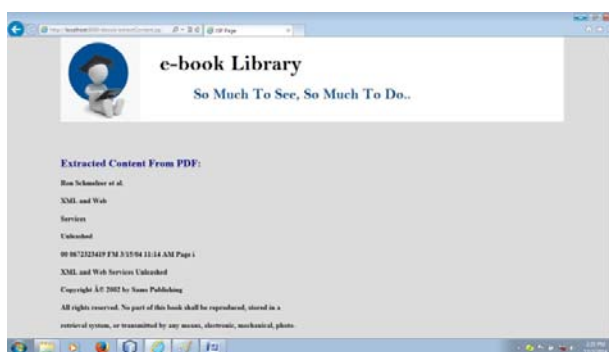 JSP Page
e-book Library
So Much To See, So Much To Do..
Extracted Content From PDF:
Ron Schmelzer et al.
XML and Web
Services
Unleashed
00 0672323419 FM 3/15/04 11:14 AM Page i
XML and Web Services Unleashed
Copyright Â© 2002 by Sams Publishing
All rights reserved. No part of this book shall be reproduced, stored in a
retrieval system, or transmitted by any means, electronic, mechanical, photo-